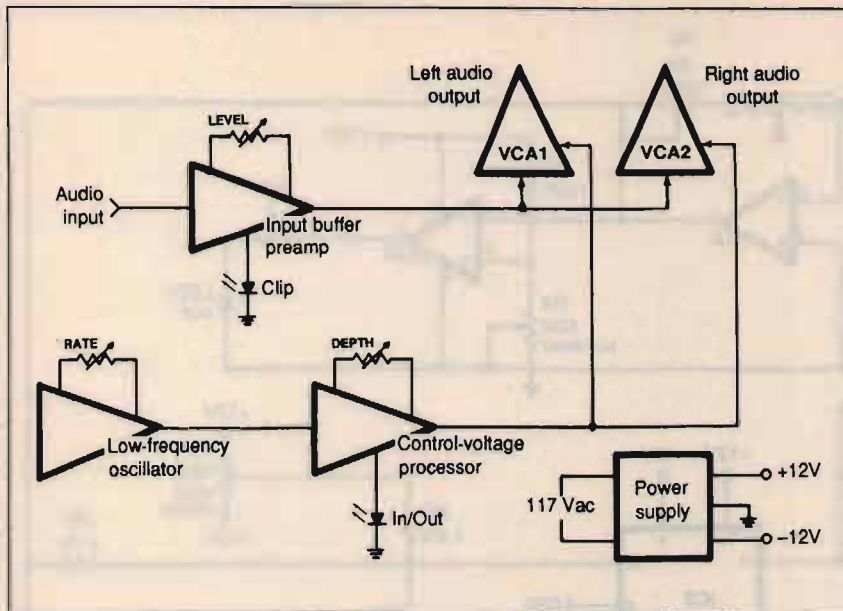 Left audio
output
Right audio
output
LEVEL
VCA1
VCA2
Audio
input
Input buffer
preamp
Clip
RATE
DEPTH
Low-frequency
oscillator
Control-voltage
processor
In/Out
117 Vac
Power
supply
+12V
–12V